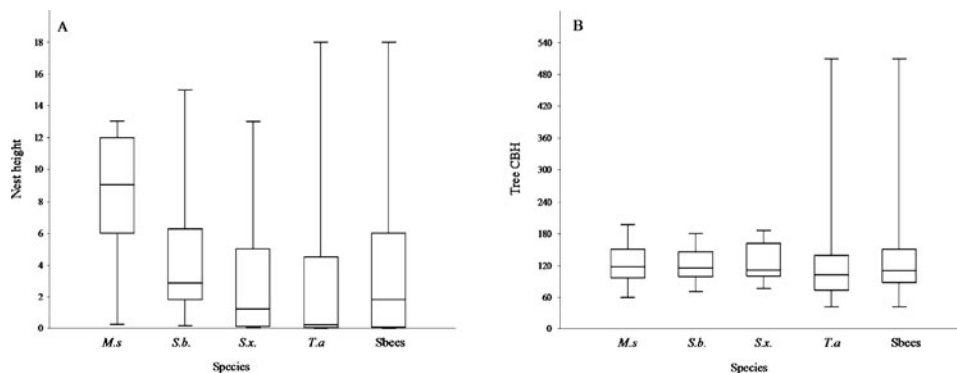 A
18
16
14
12
10
8
6
4
2
0
Nest height
M.s S.b. S.x. T.a Sbees
Species
B
540
480
420
360
300
240
180
120
60
0
Tree CBH
M.s S.b. S.x. T.a Sbees
Species